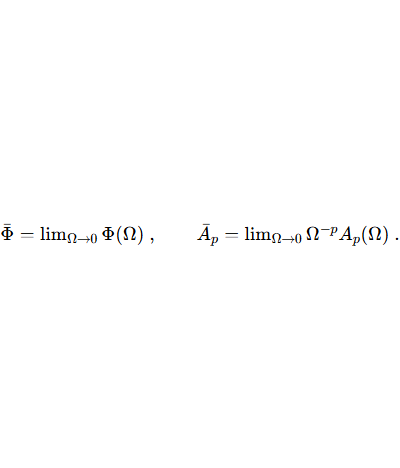 Φ̄ = lim_{Ω→0} Φ(Ω) ,  Ā_p = lim_{Ω→0} Ω^{−p} A_p(Ω) .